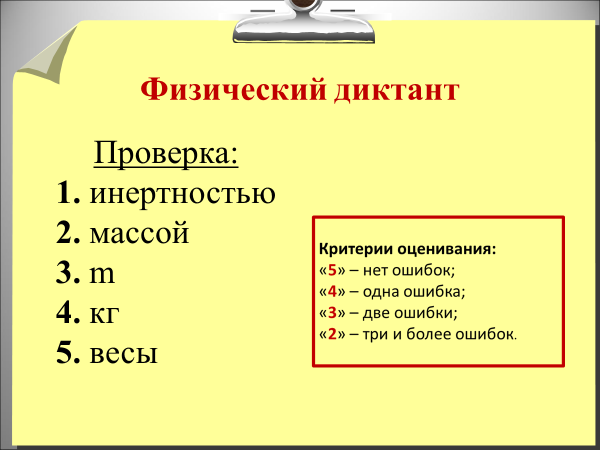 Физический диктант
Проверка:
1. инертностью
2. массой
3. m
4. кг
5. весы
Критерии оценивания:
«5» – нет ошибок;
«4» – одна ошибка;
«3» – две ошибки;
«2» – три и более ошибок.